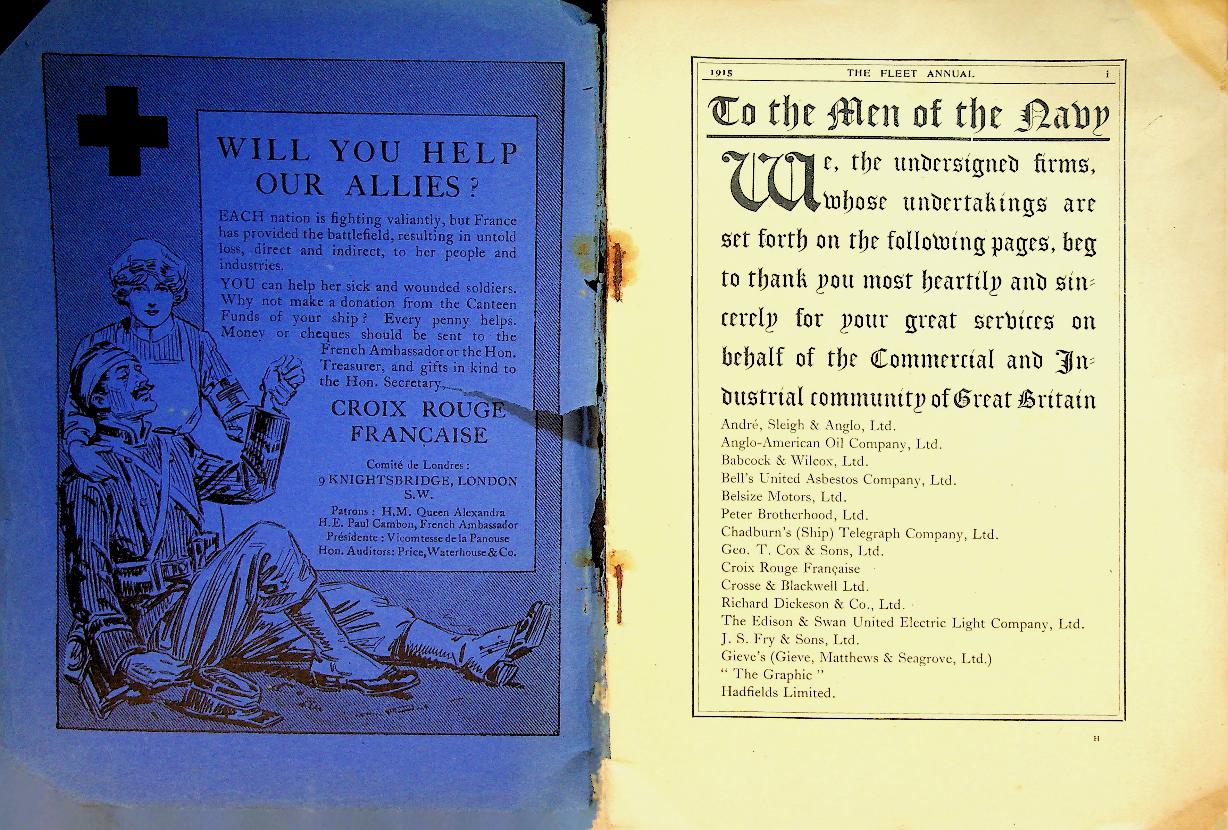 WILL YOU HELP
OUR ALLIES?
EACH nation is fighting valiantly, but France
has provided the battlefield, resulting in untold
loss, direct and indirect, to her people and
industries.
YOU can help her sick and wounded soldiers.
Why not make a donation from the Canteen
Funds of your ship? Every penny helps.
Money or cheques should be sent to the
French Ambassador or the Hon.
Treasurer, and gifts in kind to
the Hon. Secretary,
CROIX ROUGE
FRANÇAISE
Comité de Londres:
9 KNIGHTSBRIDGE, LONDON
S.W.
Patrons: H.M. Queen Alexandra
H.E. Paul Cambon, French Ambassador
Présidente: Vicomtesse de la Panouse
Hon. Auditors: Price, Waterhouse & Co.
1915 THE FLEET ANNUAL i
To the Men of the Navy
We, the undersigned firms,
whose undertakings are
set forth on the following pages, beg
to thank you most heartily and sin-
cerely for your great services on
behalf of the Commercial and In-
dustrial community of Great Britain
André, Sleigh & Anglo, Ltd.
Anglo-American Oil Company, Ltd.
Babcock & Wilcox, Ltd.
Bell's United Asbestos Company, Ltd.
Belsize Motors, Ltd.
Peter Brotherhood, Ltd.
Chadburn's (Ship) Telegraph Company, Ltd.
Geo. T. Cox & Sons, Ltd.
Croix Rouge Française
Crosse & Blackwell Ltd.
Richard Dickeson & Co., Ltd.
The Edison & Swan United Electric Light Company, Ltd.
J. S. Fry & Sons, Ltd.
Gieve's (Gieve, Matthews & Seagrove, Ltd.)
"The Graphic"
Hadfields Limited.
H